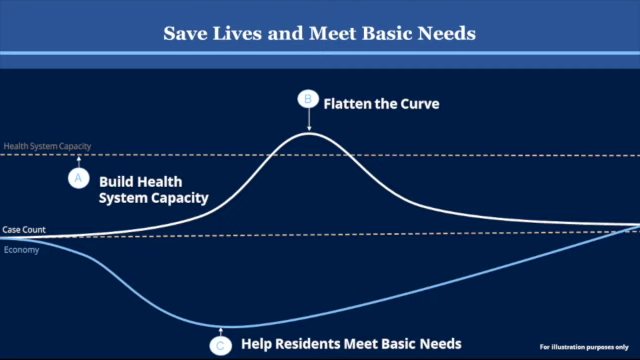 Save Lives and Meet Basic Needs
B
Flatten the Curve
Health System Capacity
A
Build Health
System Capacity
Case Count
Economy
C
Help Residents Meet Basic Needs
For illustration purposes only